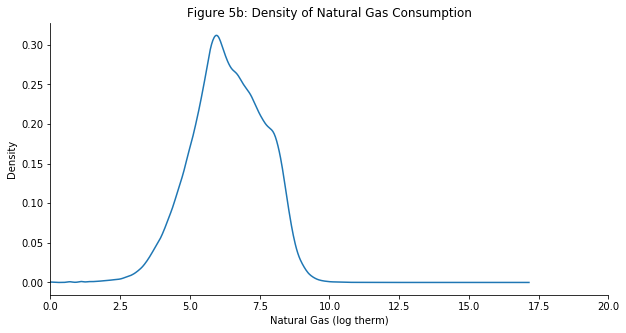 Figure 5b: Density of Natural Gas Consumption
0.30
0.25
0.20
0.15
0.10
0.05
0.00
Density
0.0 2.5 5.0 7.5 10.0 12.5 15.0 17.5 20.0
Natural Gas (log therm)